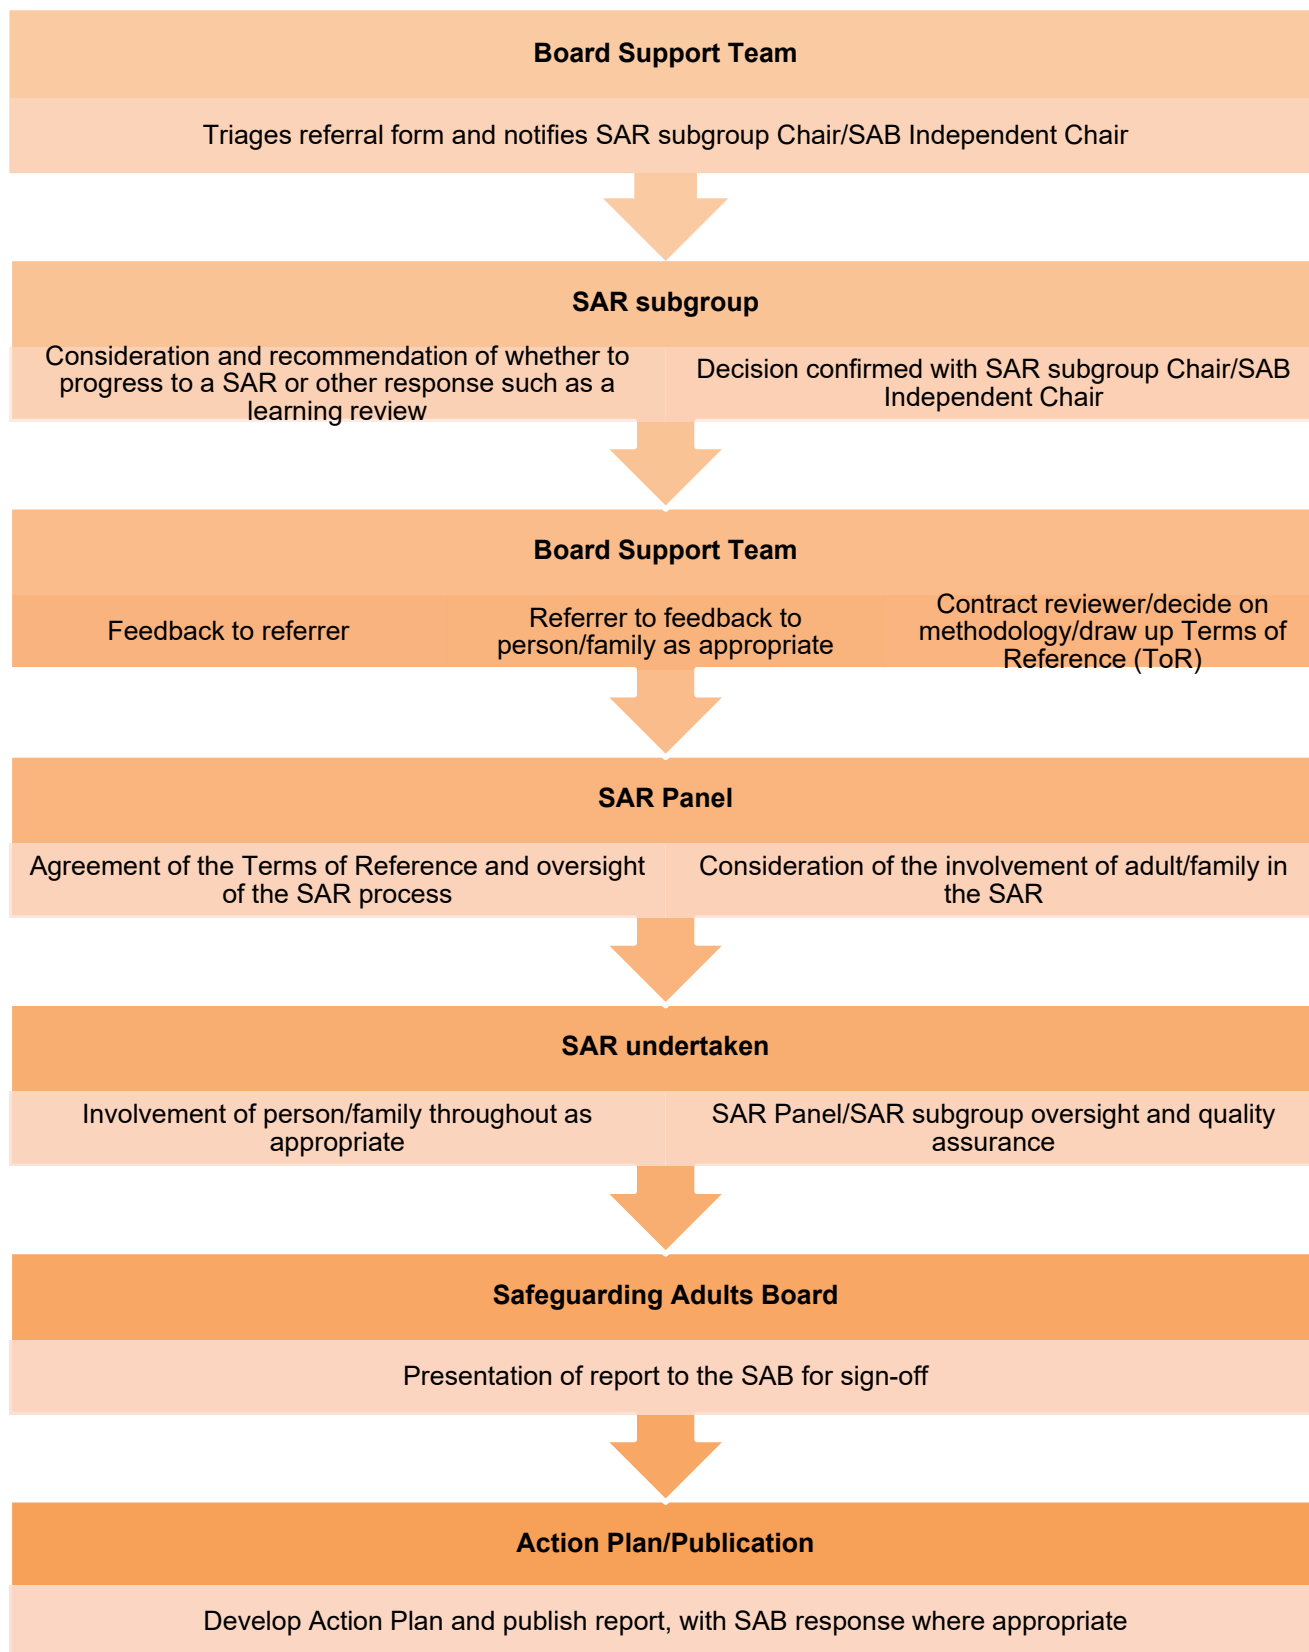 Board Support Team
Triages referral form and notifies SAR subgroup Chair/SAB Independent Chair
SAR subgroup
Consideration and recommendation of whether to
progress to a SAR or other response such as a
learning review
Decision confirmed with SAR subgroup Chair/SAB
Independent Chair
Board Support Team
Feedback to referrer
Referrer to feedback to
person/family as appropriate
Contract reviewer/decide on
methodology/draw up Terms of
Reference (ToR)
SAR Panel
Agreement of the Terms of Reference and oversight
of the SAR process
Consideration of the involvement of adult/family in
the SAR
SAR undertaken
Involvement of person/family throughout as
appropriate
SAR Panel/SAR subgroup oversight and quality
assurance
Safeguarding Adults Board
Presentation of report to the SAB for sign-off
Action Plan/Publication
Develop Action Plan and publish report, with SAB response where appropriate